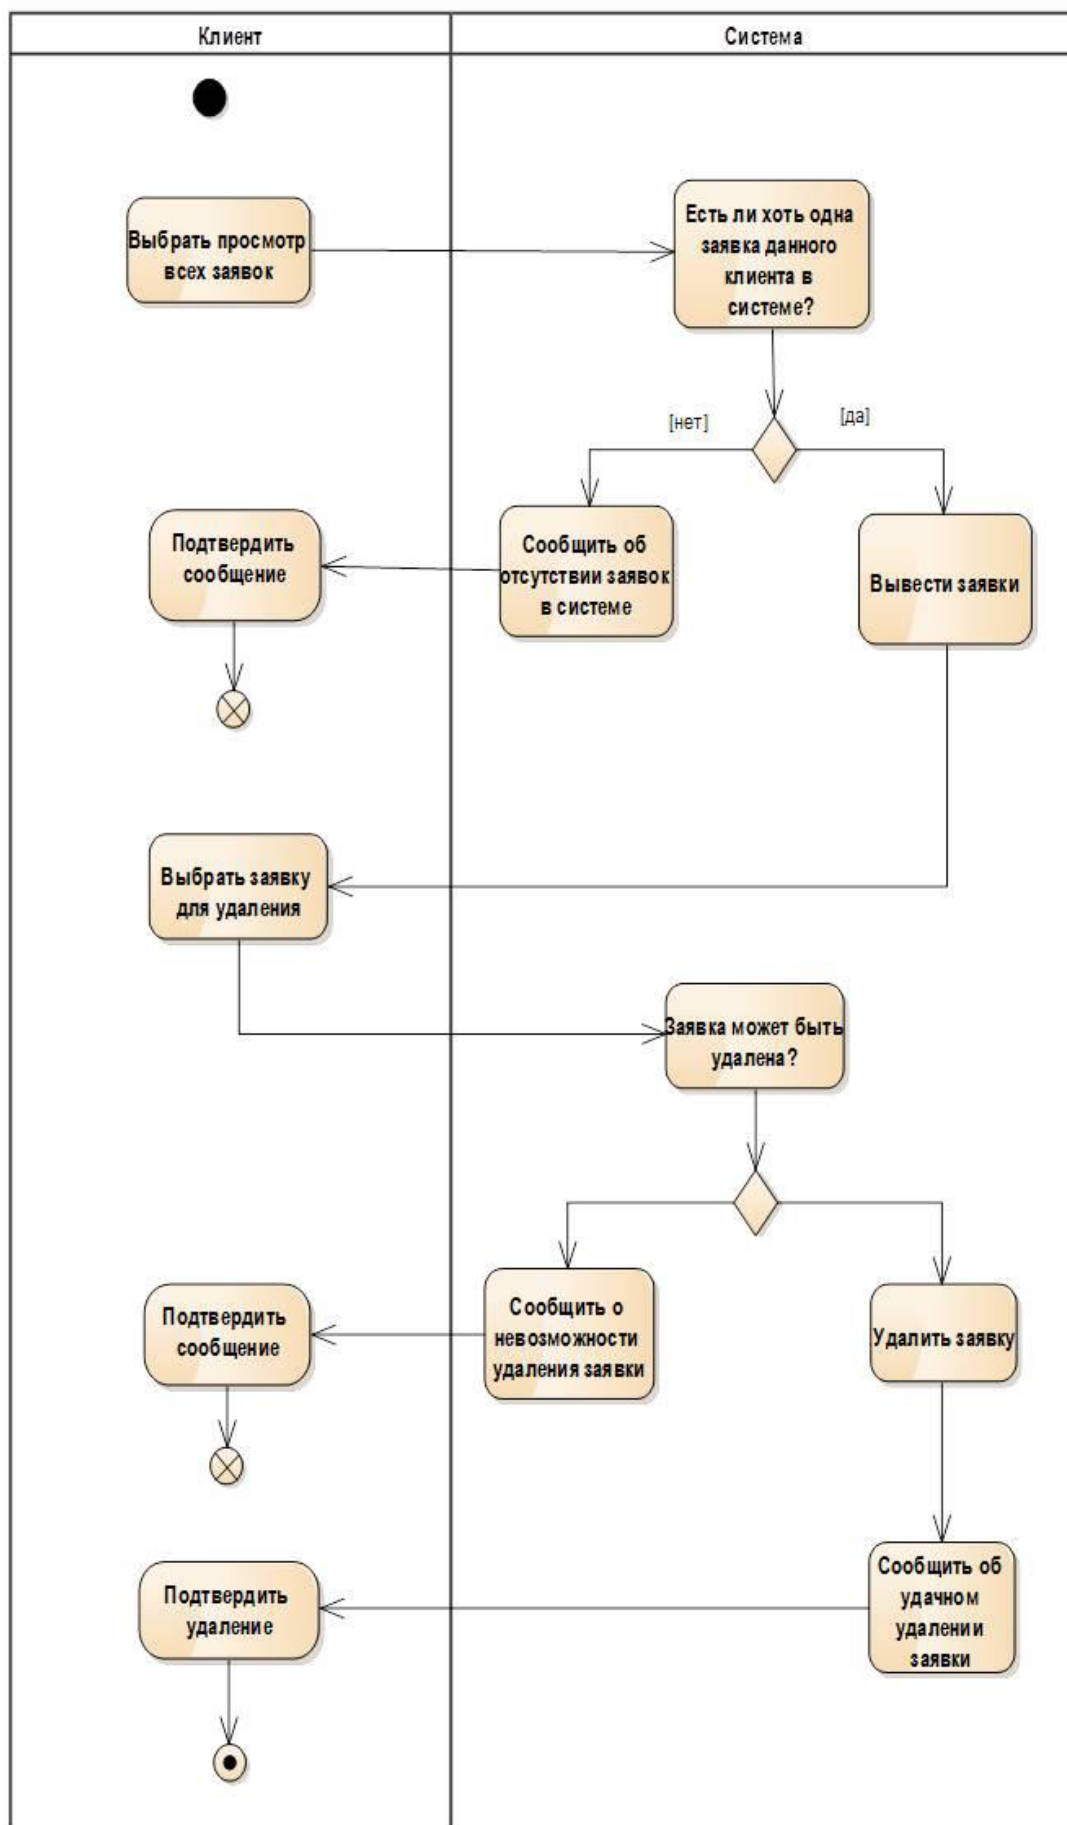 Клиент
Система
Выбрать просмотр
всех заявок
Есть ли хоть одна
заявка данного
клиента в
системе?
[нет]
[да]
Подтвердить
сообщение
Сообщить об
отсутствии заявок
в системе
Вывести заявки
Выбрать заявку
для удаления
Заявка может быть
удалена?
Подтвердить
сообщение
Сообщить о
невозможности
удаления заявки
Удалить заявку
Подтвердить
удаление
Сообщить об
удачном
удалении
заявки